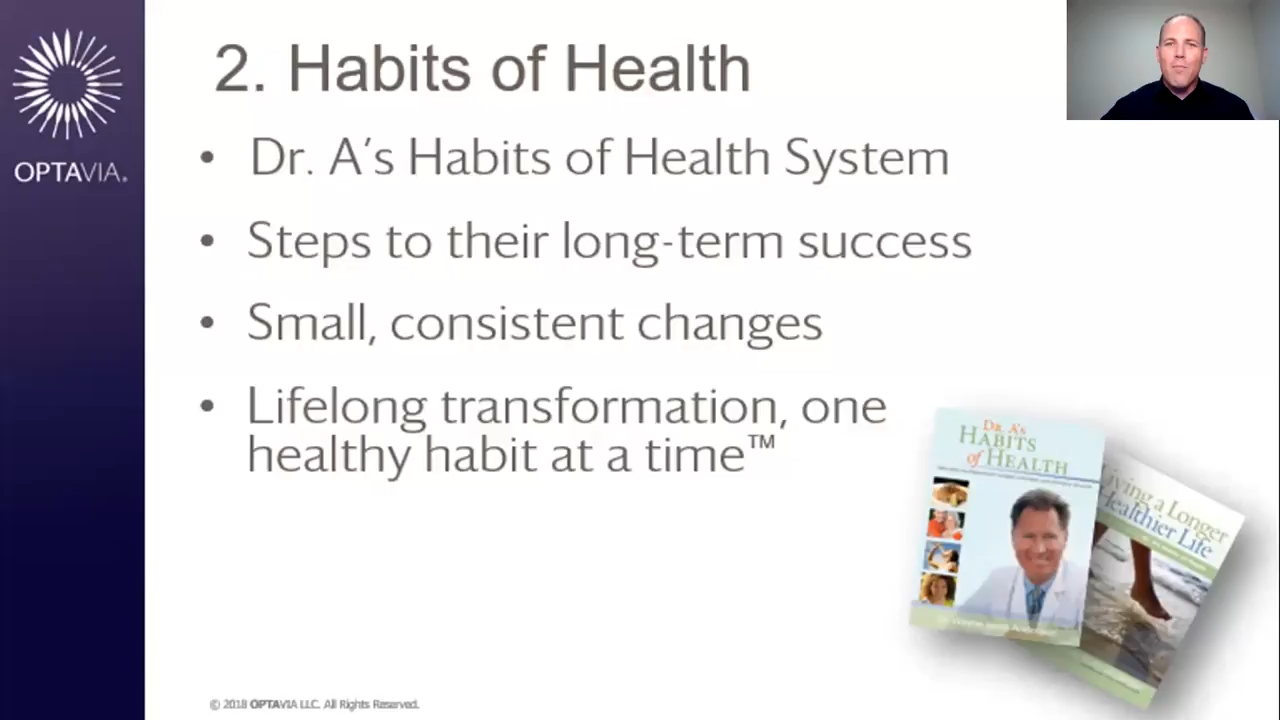 OPTAVIA®
2. Habits of Health
• Dr. A's Habits of Health System
• Steps to their long-term success
• Small, consistent changes
• Lifelong transformation, one
healthy habit at a time™
Dr. A's
HABITS
of HEALTH
Living a Longer
Healthier Life
© 2018 OPTAVIA LLC. All Rights Reserved.